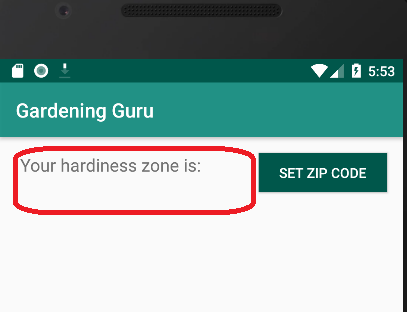 5:53
Gardening Guru
Your hardiness zone is:
SET ZIP CODE